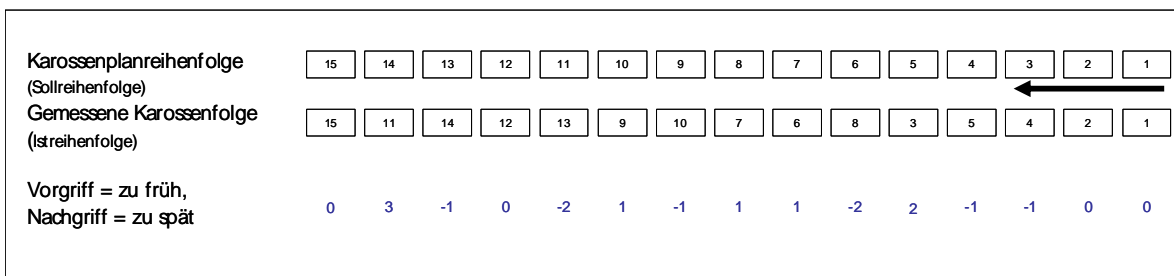 Karossenplanreihenfolge 15 14 13 12 11 10 9 8 7 6 5 4 3 2 1
(Sollreihenfolge)
Gemessene Karossenfolge 15 11 14 12 13 9 10 7 6 8 3 5 4 2 1
(Istreihenfolge)
Vorgriff = zu früh,
Nachgriff = zu spät 0 3 -1 0 -2 1 -1 1 1 -2 2 -1 -1 0 0